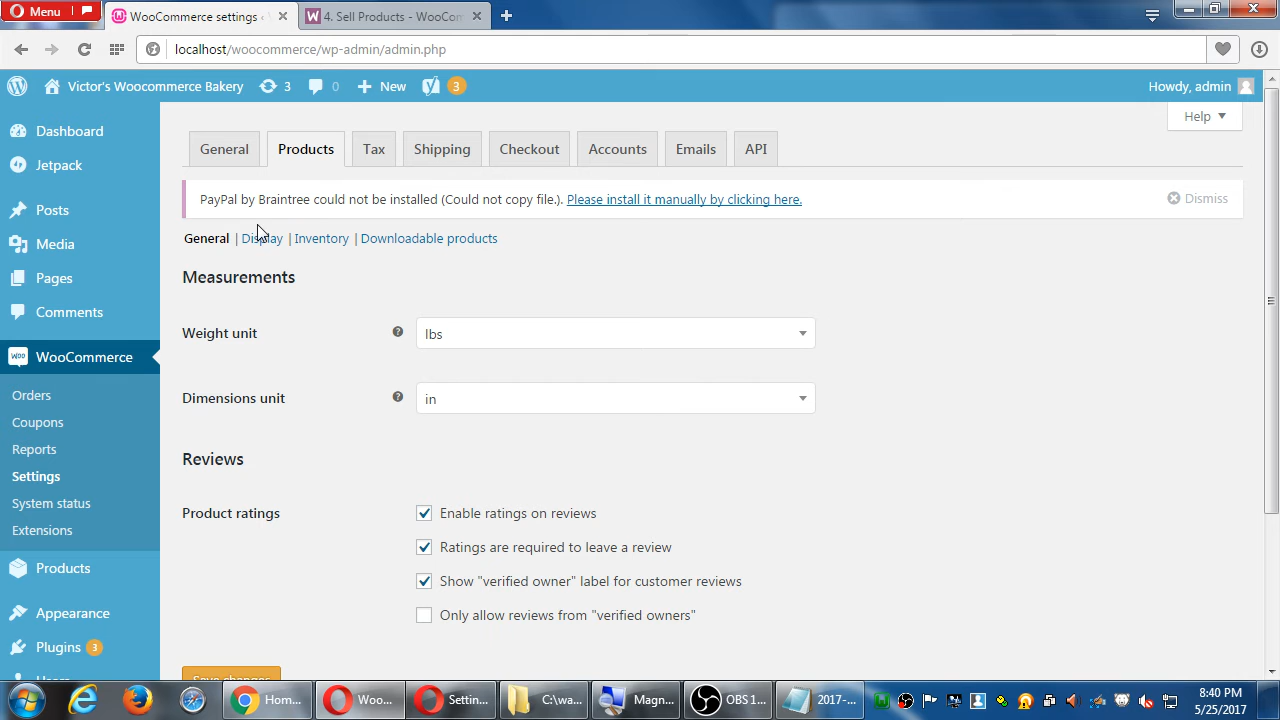 Menu
WooCommerce settings ‹
4. Sell Products - WooCom
localhost/woocommerce/wp-admin/admin.php
Victor's Woocommerce Bakery
3
0
New
3
Howdy, admin
Help
Dashboard
Jetpack
Posts
Media
Pages
Comments
WooCommerce
Orders
Coupons
Reports
Settings
System status
Extensions
Products
Appearance
Plugins 3
General
Products
Tax
Shipping
Checkout
Accounts
Emails
API
PayPal by Braintree could not be installed (Could not copy file.). Please install it manually by clicking here.
Dismiss
General | Display | Inventory | Downloadable products
Measurements
Weight unit
lbs
Dimensions unit
in
Reviews
Product ratings
Enable ratings on reviews
Ratings are required to leave a review
Show "verified owner" label for customer reviews
Only allow reviews from "verified owners"
Save changes
Hom...
Woo...
Settin...
C:\wa...
Magn...
OBS 1...
2017-...
8:40 PM
5/25/2017